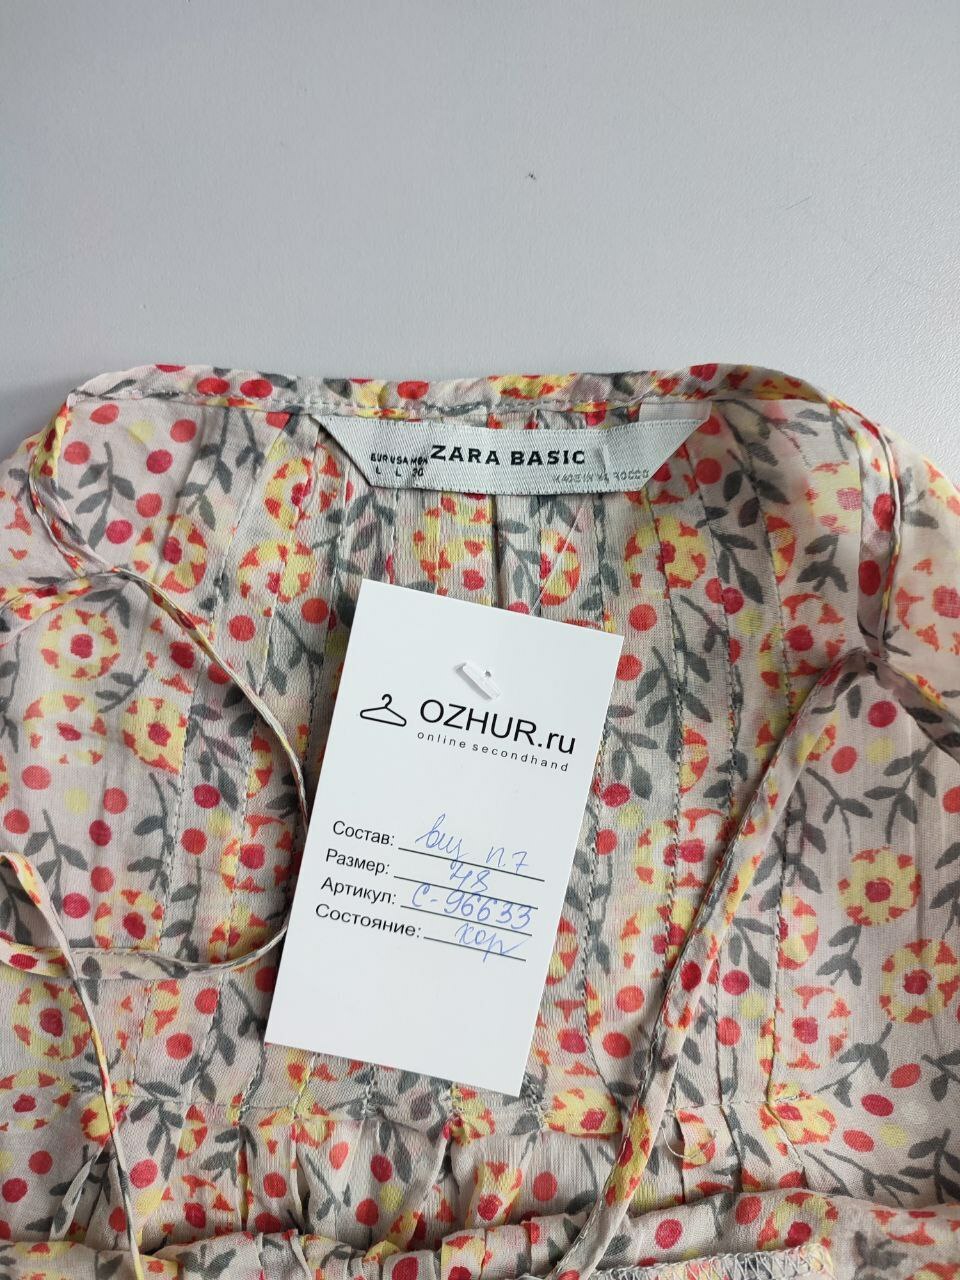 ZARA BASIC
EUR USA MEX
L L 30
MADE IN MOROCCO
OZHUR.ru
online secondhand
Состав: вш п.7
Размер: 48
Артикул: С-96633
Состояние: хор